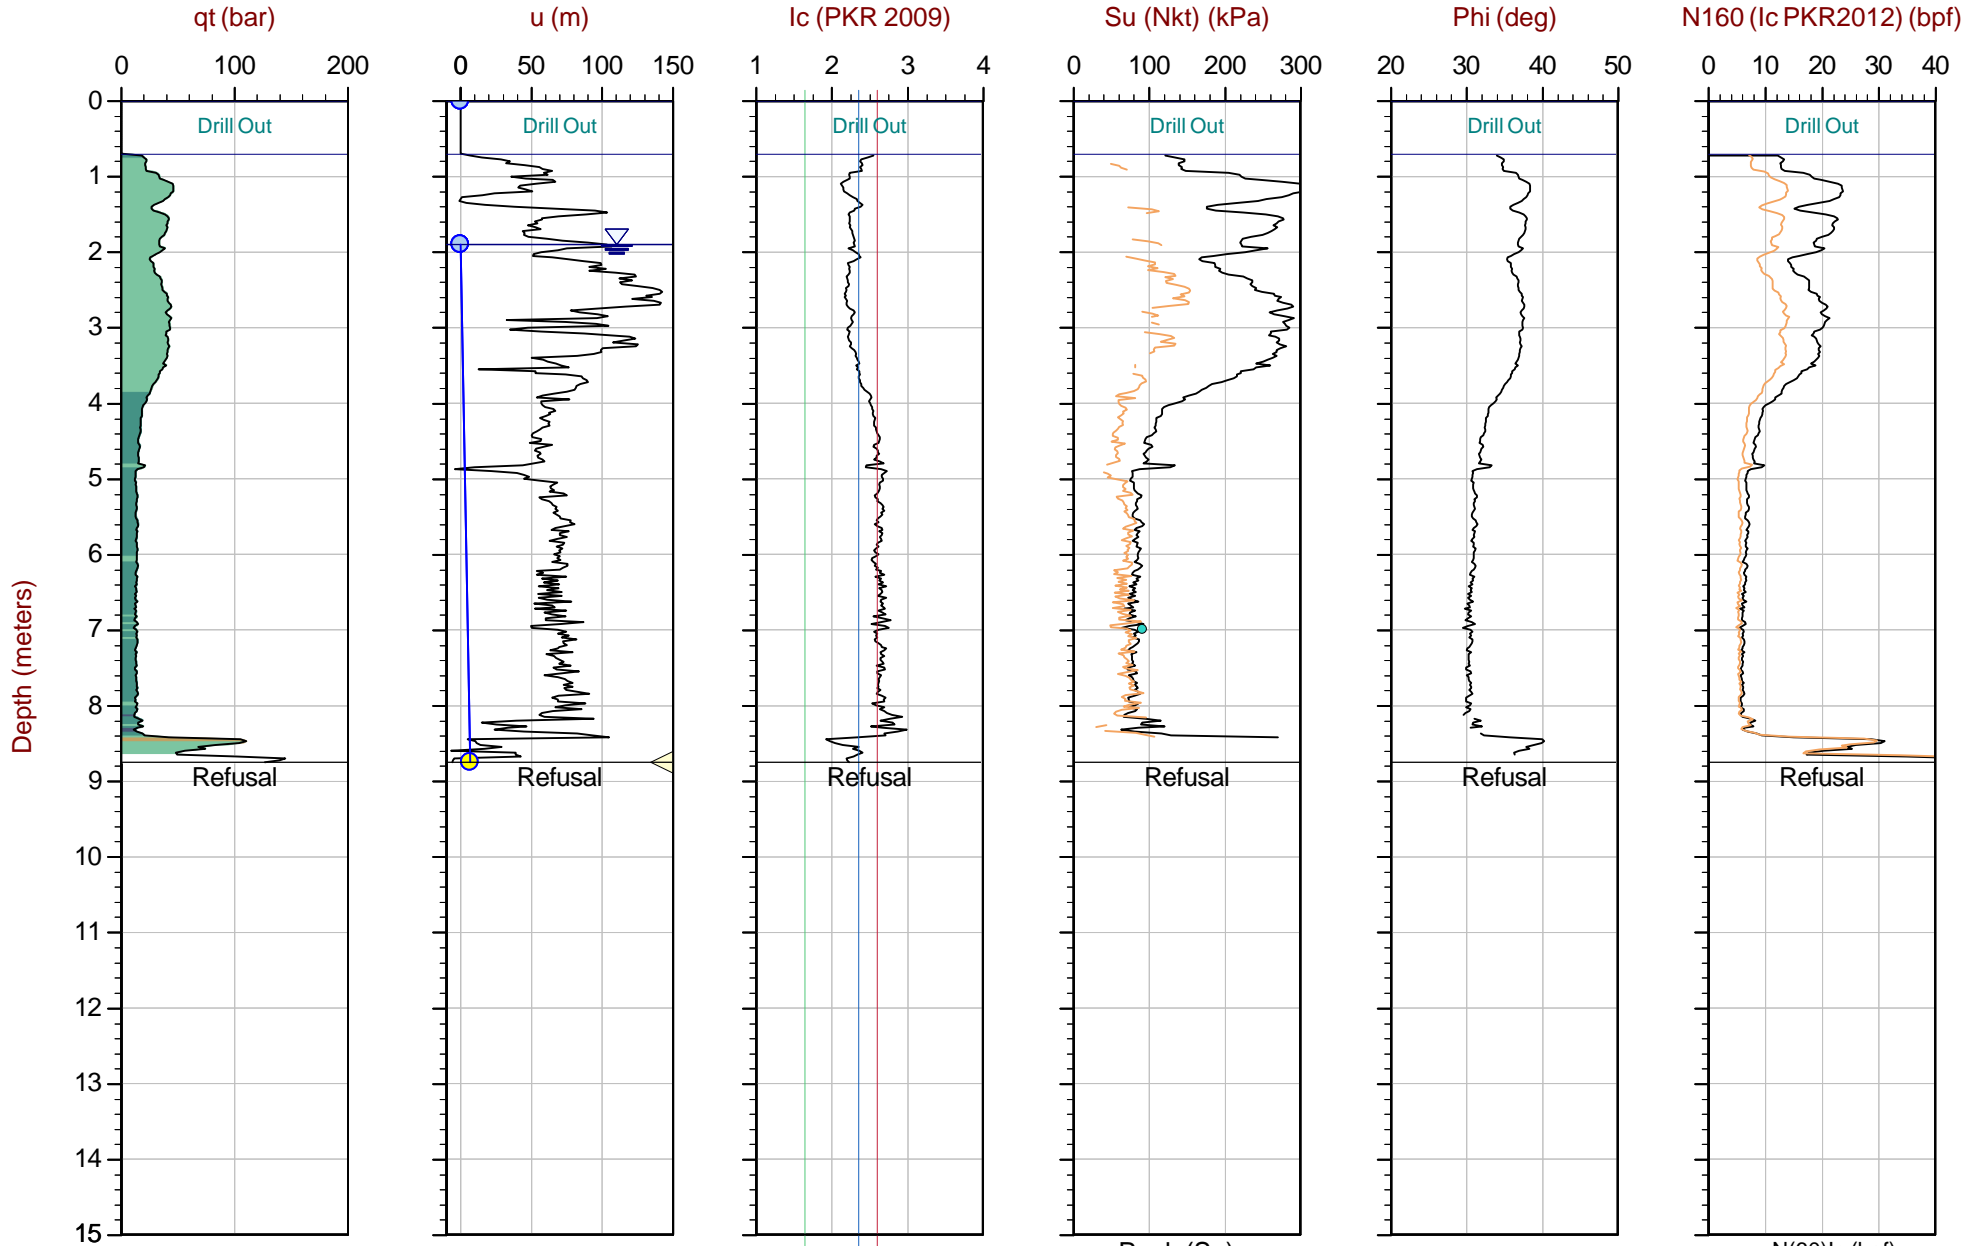 qt (bar)
u (m)
Ic (PKR 2009)
Su (Nkt) (kPa)
Phi (deg)
N160 (Ic PKR2012) (bpf)
0 100 200
0 50 100 150
1 2 3 4
0 100 200 300
20 30 40 50
0 10 20 30 40
Depth (meters)
0
1
2
3
4
5
6
7
8
9
10
11
12
13
14
15
Drill Out
Drill Out
Drill Out
Drill Out
Drill Out
Drill Out
Refusal
Refusal
Refusal
Refusal
Refusal
Refusal